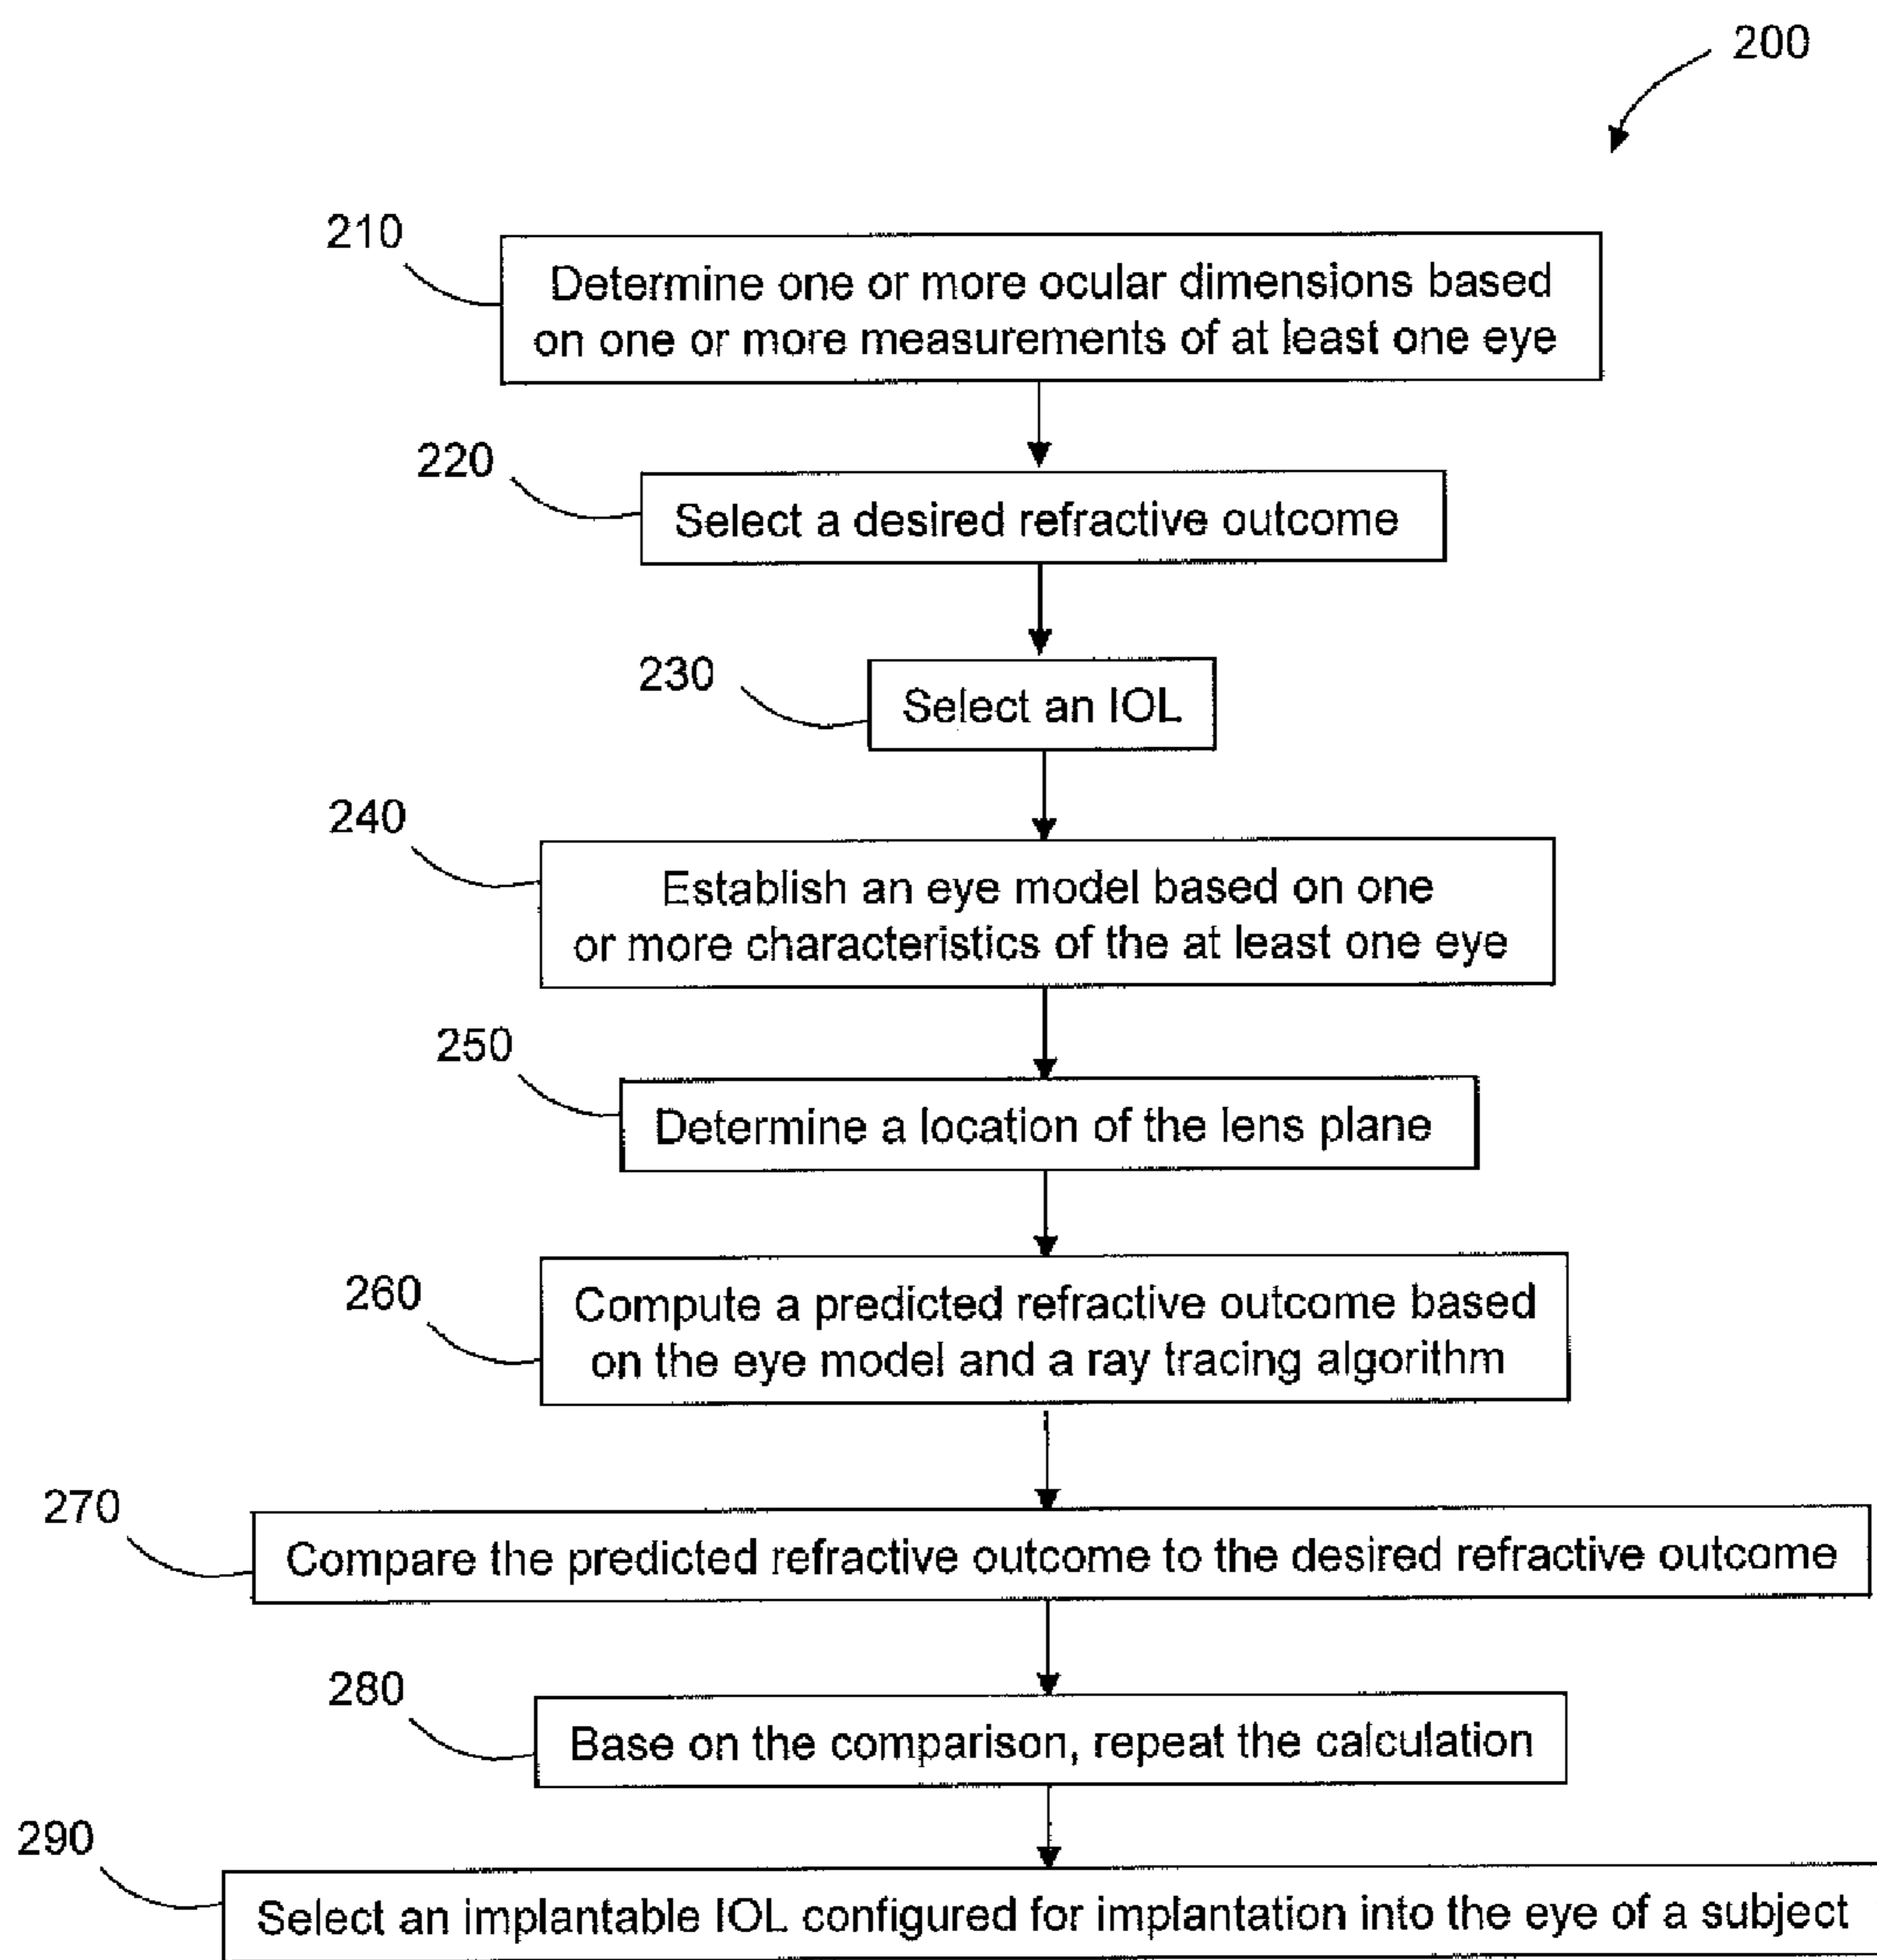 200
210
Determine one or more ocular dimensions based
on one or more measurements of at least one eye
220
Select a desired refractive outcome
230
Select an IOL
240
Establish an eye model based on one
or more characteristics of the at least one eye
250
Determine a location of the lens plane
260
Compute a predicted refractive outcome based
on the eye model and a ray tracing algorithm
270
Compare the predicted refractive outcome to the desired refractive outcome
280
Base on the comparison, repeat the calculation
290
Select an implantable IOL configured for implantation into the eye of a subject